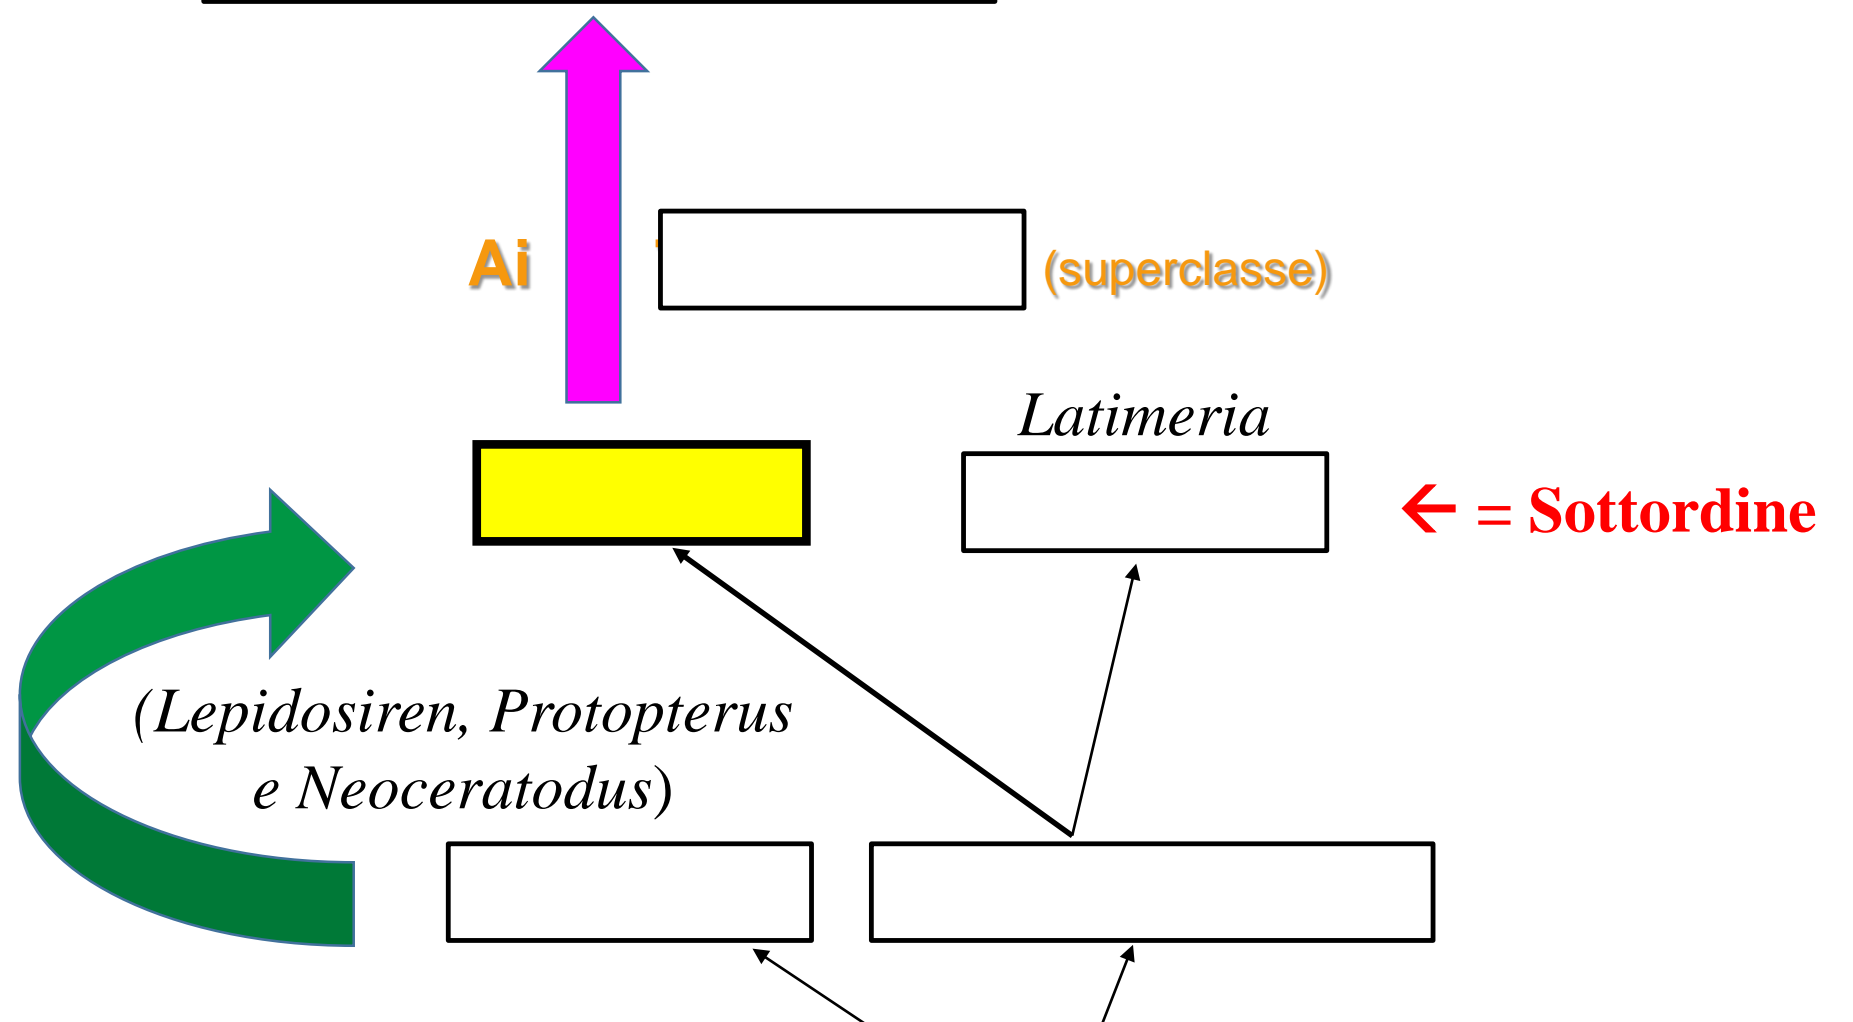 Ai (superclasse)
Latimeria
← = Sottordine
(Lepidosiren, Protopterus
e Neoceratodus)